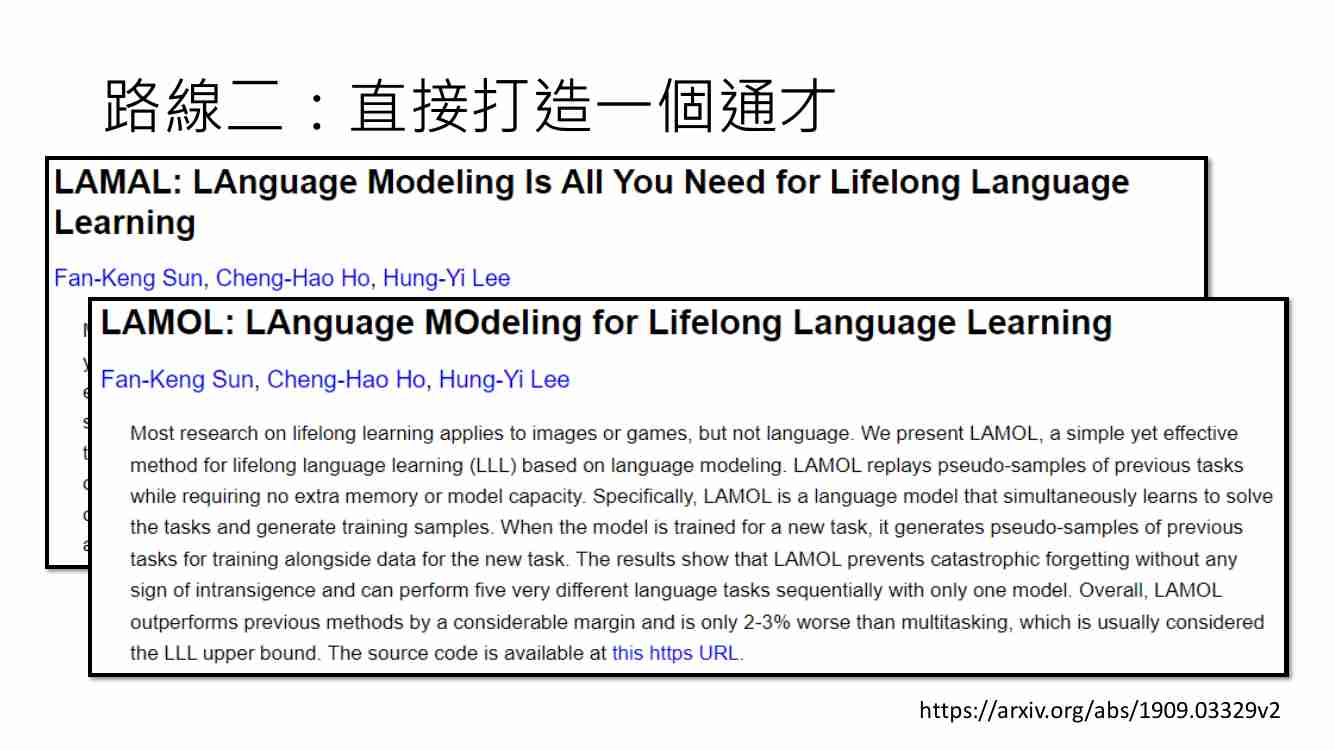 路線二：直接打造一個通才
LAMAL: LAnguage Modeling Is All You Need for Lifelong Language
Learning
Fan-Keng Sun, Cheng-Hao Ho, Hung-Yi Lee
LAMOL: LAnguage MOdeling for Lifelong Language Learning
Fan-Keng Sun, Cheng-Hao Ho, Hung-Yi Lee
Most research on lifelong learning applies to images or games, but not language. We present LAMOL, a simple yet effective
method for lifelong language learning (LLL) based on language modeling. LAMOL replays pseudo-samples of previous tasks
while requiring no extra memory or model capacity. Specifically, LAMOL is a language model that simultaneously learns to solve
the tasks and generate training samples. When the model is trained for a new task, it generates pseudo-samples of previous
tasks for training alongside data for the new task. The results show that LAMOL prevents catastrophic forgetting without any
sign of intransigence and can perform five very different language tasks sequentially with only one model. Overall, LAMOL
outperforms previous methods by a considerable margin and is only 2-3% worse than multitasking, which is usually considered
the LLL upper bound. The source code is available at this https URL.
https://arxiv.org/abs/1909.03329v2